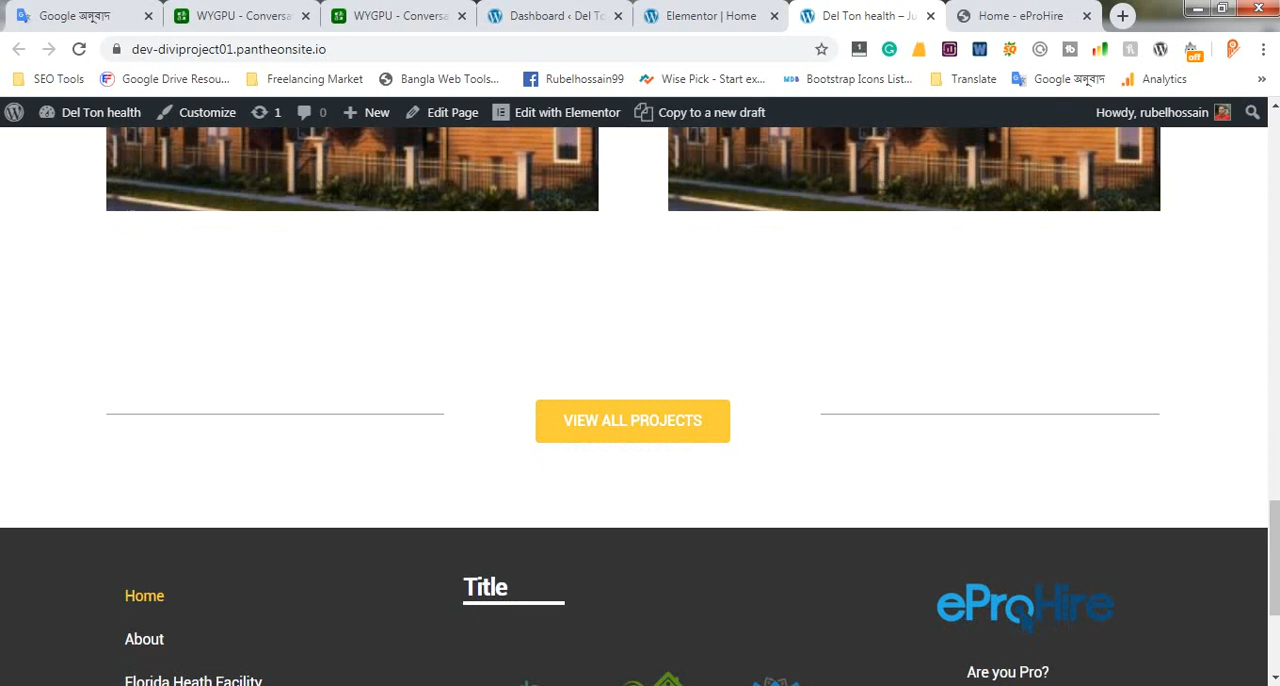 Google অনুবাদ
WYGPU - Conversa
WYGPU - Conversa
Dashboard ‹ Del To
Elementor | Home
Del Ton health – Ju
Home - eProHire
dev-diviproject01.pantheonsite.io
SEO Tools
Google Drive Resou...
Freelancing Market
Bangla Web Tools...
Rubelhossain99
Wise Pick - Start ex...
MDB
Bootstrap Icons List...
Translate
Google অনুবাদ
Analytics
»
off
Del Ton health
Customize
1
0
New
Edit Page
Edit with Elementor
Copy to a new draft
Howdy, rubelhossain
VIEW ALL PROJECTS
Home
About
Florida Heath Facility
Title
eProHire
Are you Pro?